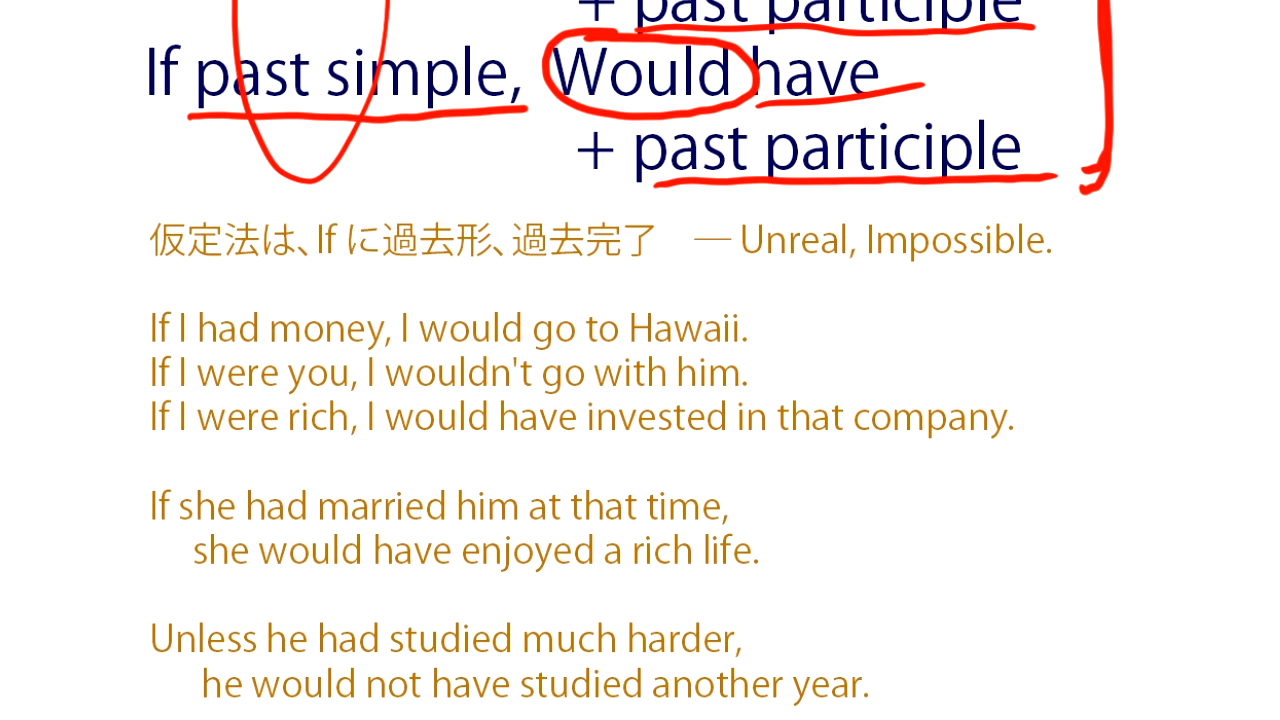 + past participle
If past simple, Would have
+ past participle
仮定法は、If に過去形、過去完了 — Unreal, Impossible.
If I had money, I would go to Hawaii.
If I were you, I wouldn't go with him.
If I were rich, I would have invested in that company.
If she had married him at that time,
she would have enjoyed a rich life.
Unless he had studied much harder,
he would not have studied another year.